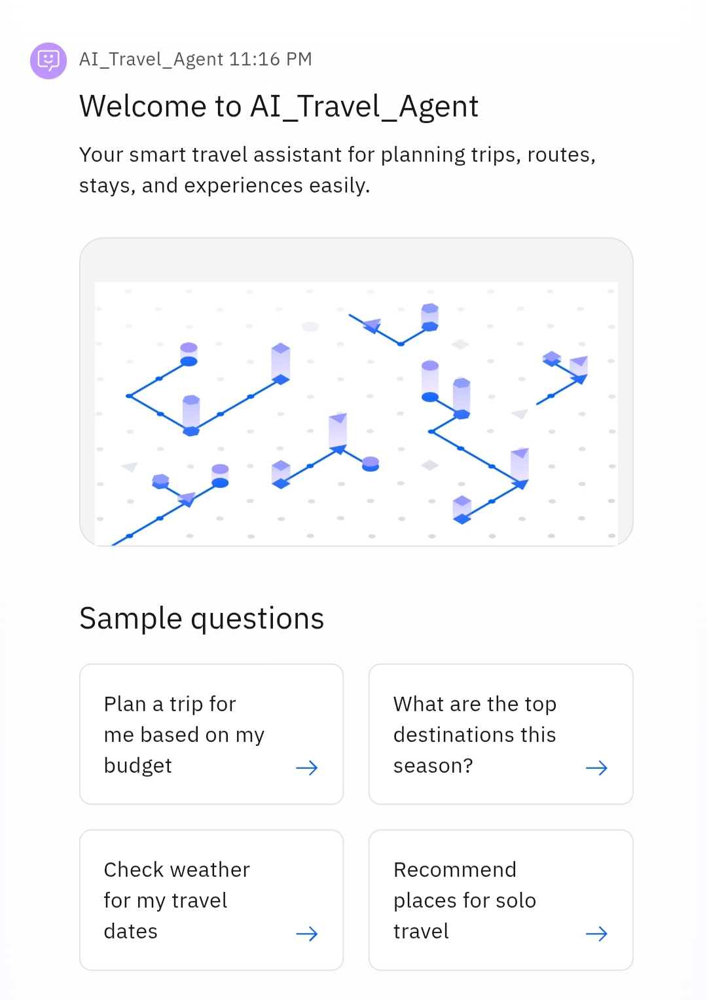 AI_Travel_Agent 11:16 PM
Welcome to AI_Travel_Agent
Your smart travel assistant for planning trips, routes,
stays, and experiences easily.
Sample questions
Plan a trip for
me based on my
budget
What are the top
destinations this
season?
Check weather
for my travel
dates
Recommend
places for solo
travel